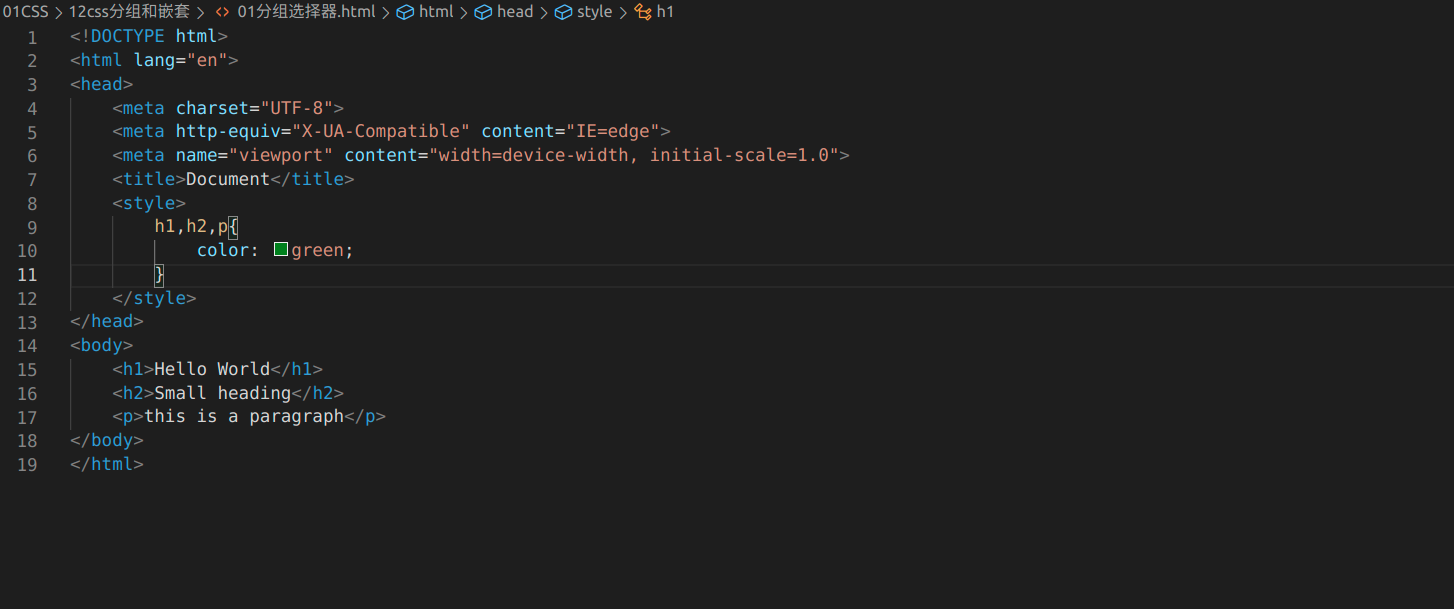 01CSS > 12css分组和嵌套 > <> 01分组选择器.html > html > head > style > h1
1 <!DOCTYPE html>
2 <html lang="en">
3 <head>
4     <meta charset="UTF-8">
5     <meta http-equiv="X-UA-Compatible" content="IE=edge">
6     <meta name="viewport" content="width=device-width, initial-scale=1.0">
7     <title>Document</title>
8     <style>
9         h1,h2,p{
10             color: green;
11         }
12     </style>
13 </head>
14 <body>
15     <h1>Hello World</h1>
16     <h2>Small heading</h2>
17     <p>this is a paragraph</p>
18 </body>
19 </html>